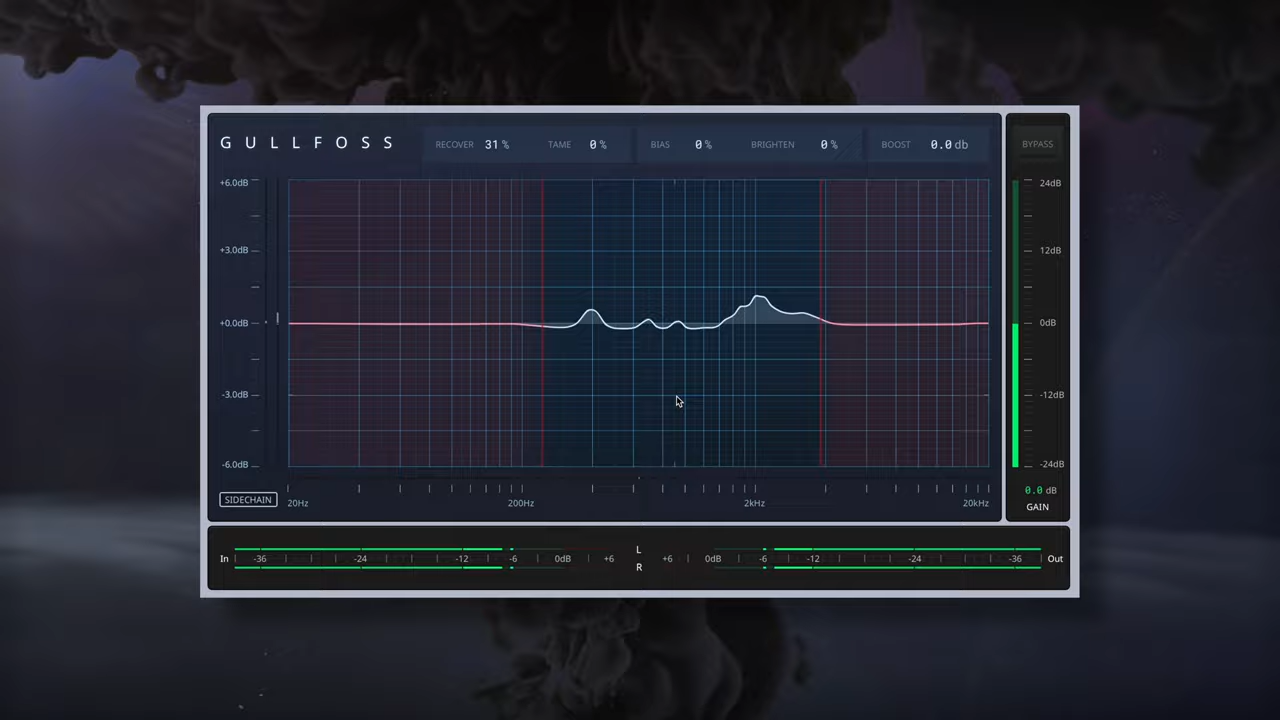 GULLFOSS
RECOVER 31 % TAME 0 % BIAS 0 % BRIGHTEN 0 % BOOST 0.0 db BYPASS
+6.0dB 24dB
+3.0dB 12dB
+0.0dB 0dB
-3.0dB -12dB
-6.0dB -24dB
0.0 dB
SIDECHAIN 20Hz 200Hz 2kHz 20kHz GAIN
L
In -36 -24 -12 -6 0dB +6 +6 0dB -6 -12 -24 -36 Out
R